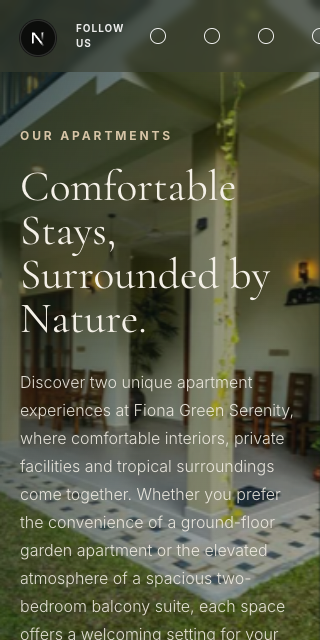 N
FOLLOW
US
OUR APARTMENTS
Comfortable
Stays,
Surrounded by
Nature.
Discover two unique apartment
experiences at Fiona Green Serenity,
where comfortable interiors, private
facilities and tropical surroundings
come together. Whether you prefer
the convenience of a ground-floor
garden apartment or the elevated
atmosphere of a spacious two-
bedroom balcony suite, each space
offers a welcoming setting for your